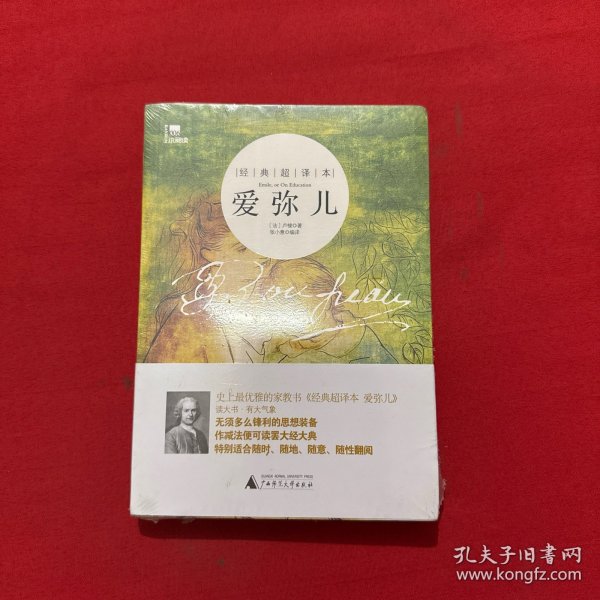 经典超译本
Emile, or On Education
爱弥儿
[法]卢梭◎著
张小鹿◎编译
史上最优雅的家教书《经典超译本 爱弥儿》
读大书·有大气象
无须多么锋利的思想装备
作减法便可读罢大经大典
特别适合随时、随地、随意、随性翻阅
GUANGXI NORMAL UNIVERSITY PRESS
广西师范大学出版社
孔夫子旧书网
www.kongfz.com